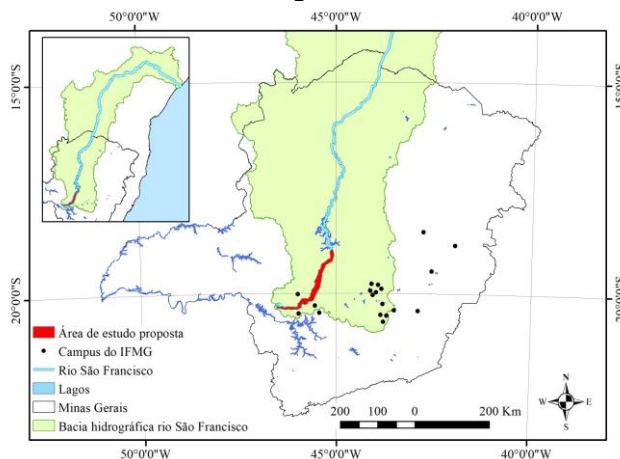 50°0'0"W 45°0'0"W 40°0'0"W
15°0'0"S 15°0'0"S
20°0'0"S 20°0'0"S
Área de estudo proposta
Campus do IFMG
Rio São Francisco
Lagos
Minas Gerais
Bacia hidrográfica rio São Francisco
200 100 0 200 Km
N
W E
S
50°0'0"W 45°0'0"W 40°0'0"W